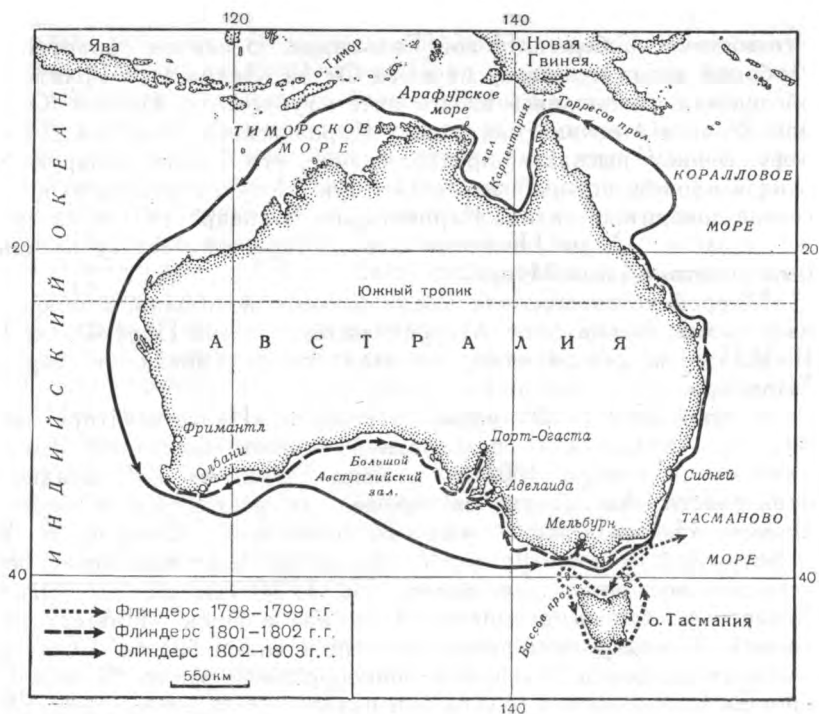 120
140
Ява
о. Тимор
о. Новая
Гвинея
Арафурское
море
ТИМОРСКОЕ
МОРЕ
зал.
Карпентария
Торресов пр.
КОРАЛЛОВОЕ
МОРЕ
20
20
Южный тропик
ИНДИЙСКИЙ ОКЕАН
АВСТРАЛИЯ
Фримантл
Олбани
Большой
Австралийский
зал.
Порт-Огаста
Аделаида
Сидней
Мельбурн
ТАСМАНОВО
МОРЕ
40
40
Бассов прол.
о. Тасмания
Флиндерс 1798–1799 г.г.
Флиндерс 1801–1802 г.г.
Флиндерс 1802–1803 г.г.
550км
140